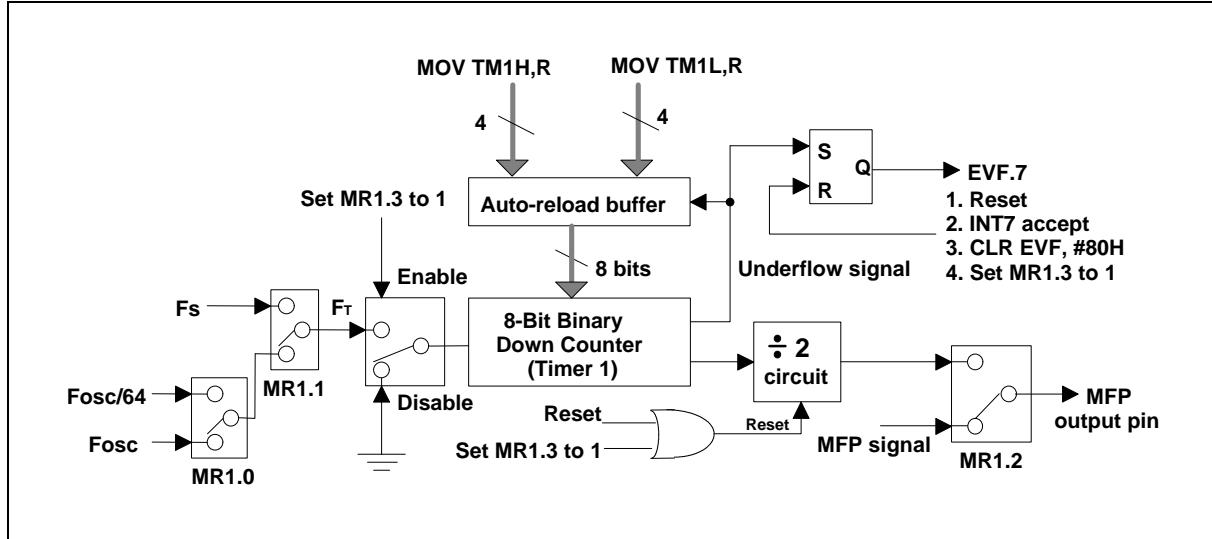 MOV TM1H,R
MOV TM1L,R
4
4
S
Q
R
EVF.7
1. Reset
2. INT7 accept
3. CLR EVF, #80H
4. Set MR1.3 to 1
Set MR1.3 to 1
Auto-reload buffer
8 bits
Underflow signal
Enable
Fs
FT
8-Bit Binary
Down Counter
(Timer 1)
÷ 2
circuit
MR1.1
Fosc/64
Disable
Fosc
MR1.0
Reset
Set MR1.3 to 1
Reset
MFP signal
MFP
output pin
MR1.2